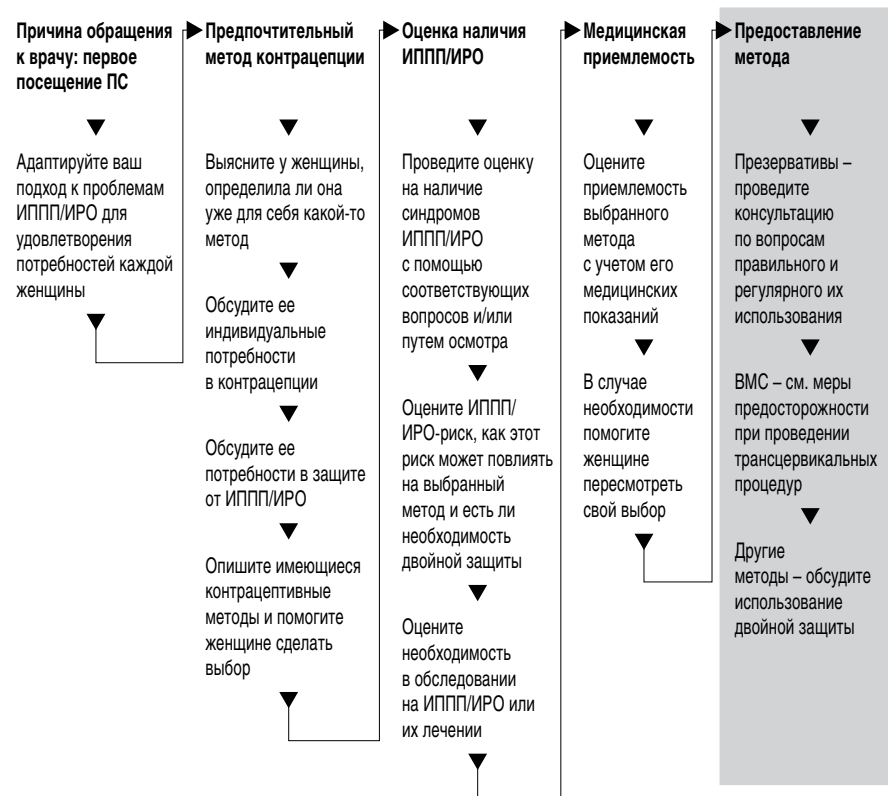 Причина обращения
к врачу: первое
посещение ПС
Адаптируйте ваш
подход к проблемам
ИППП/ИРО для
удовлетворения
потребностей каждой
женщины
Предпочтительный
метод контрацепции
Выясните у женщины,
определила ли она
уже для себя какой-то
метод
Обсудите ее
индивидуальные
потребности
в контрацепции
Обсудите ее
потребности в защите
от ИППП/ИРО
Опишите имеющиеся
контрацептивные
методы и помогите
женщине сделать
выбор
Оценка наличия
ИППП/ИРО
Проведите оценку
на наличие
синдромов
ИППП/ИРО
с помощью
соответствующих
вопросов и/или
путем осмотра
Оцените ИППП/
ИРО-риск, как этот
риск может повлиять
на выбранный
метод и есть ли
необходимость
двойной защиты
Оцените
необходимость
в обследовании
на ИППП/ИРО или
их лечении
Медицинская
приемлемость
Оцените
приемлемость
выбранного
метода
с учетом его
медицинских
показаний
В случае
необходимости
помогите
женщине
пересмотреть
свой выбор
Предоставление
метода
Презервативы –
проведите
консультацию
по вопросам
правильного и
регулярного их
использования
ВМС – см. меры
предосторожности
при проведении
трансцервикальных
процедур
Другие
методы – обсудите
использование
двойной защиты